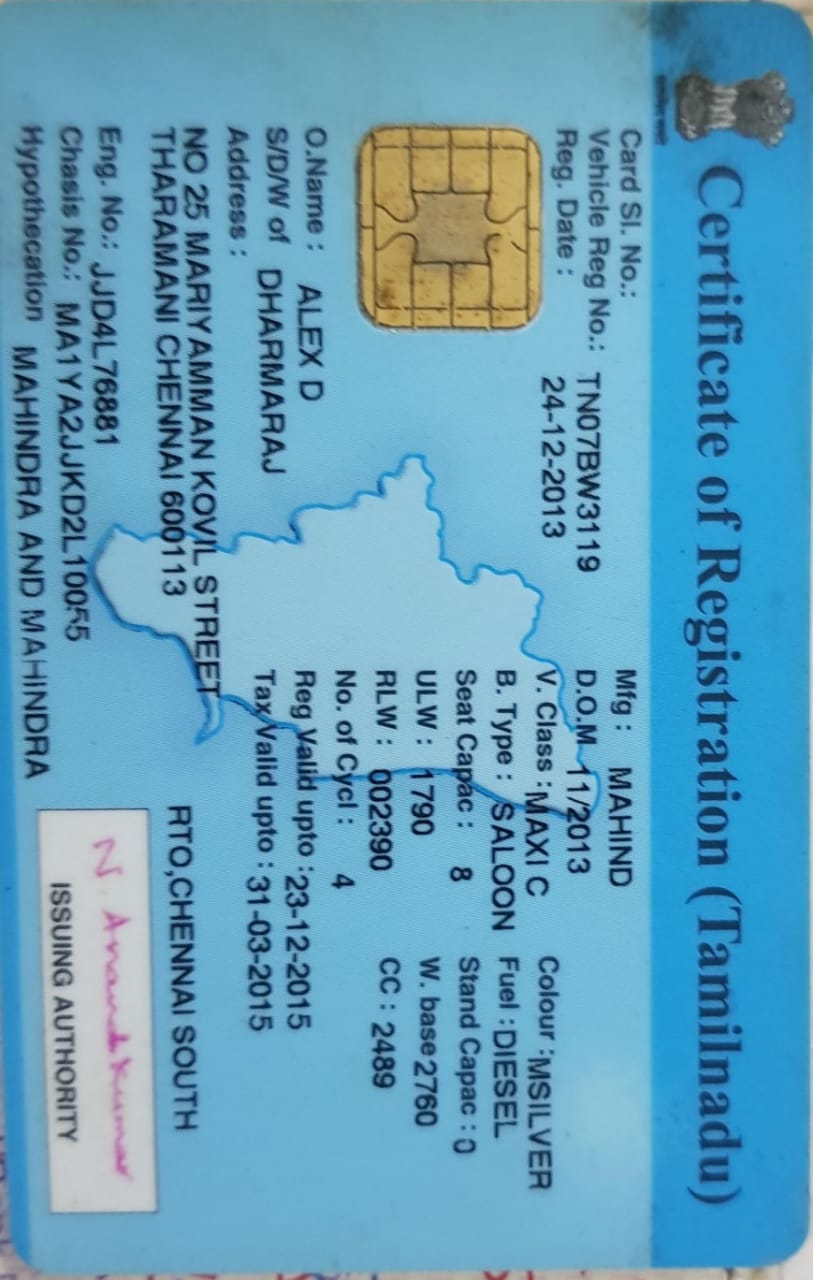 Certificate of Registration (Tamilnadu)
Card Sl. No.:
Vehicle Reg No.: TN07BW3119
Reg. Date : 24-12-2013
Mfg : MAHIND
D.O.M 11/2013
V. Class : MAXI C Colour : MSILVER
B. Type : SALOON Fuel : DIESEL
Seat Capac : 8 Stand Capac : 0
ULW : 1790 W. base 2760
RLW : 002390 CC : 2489
No. of Cycl : 4
Reg Valid upto : 23-12-2015
Tax Valid upto : 31-03-2015
O.Name : ALEX D
S/D/W of DHARMARAJ
Address :
NO 25 MARIYAMMAN KOVIL STREET
THARAMANI CHENNAI 600113
Eng. No.: JJD4L76881
Chasis No.: MA1YA2JJKD2L10055
Hypothecation MAHINDRA AND MAHINDRA
RTO,CHENNAI SOUTH
N. Anand Kumar
ISSUING AUTHORITY